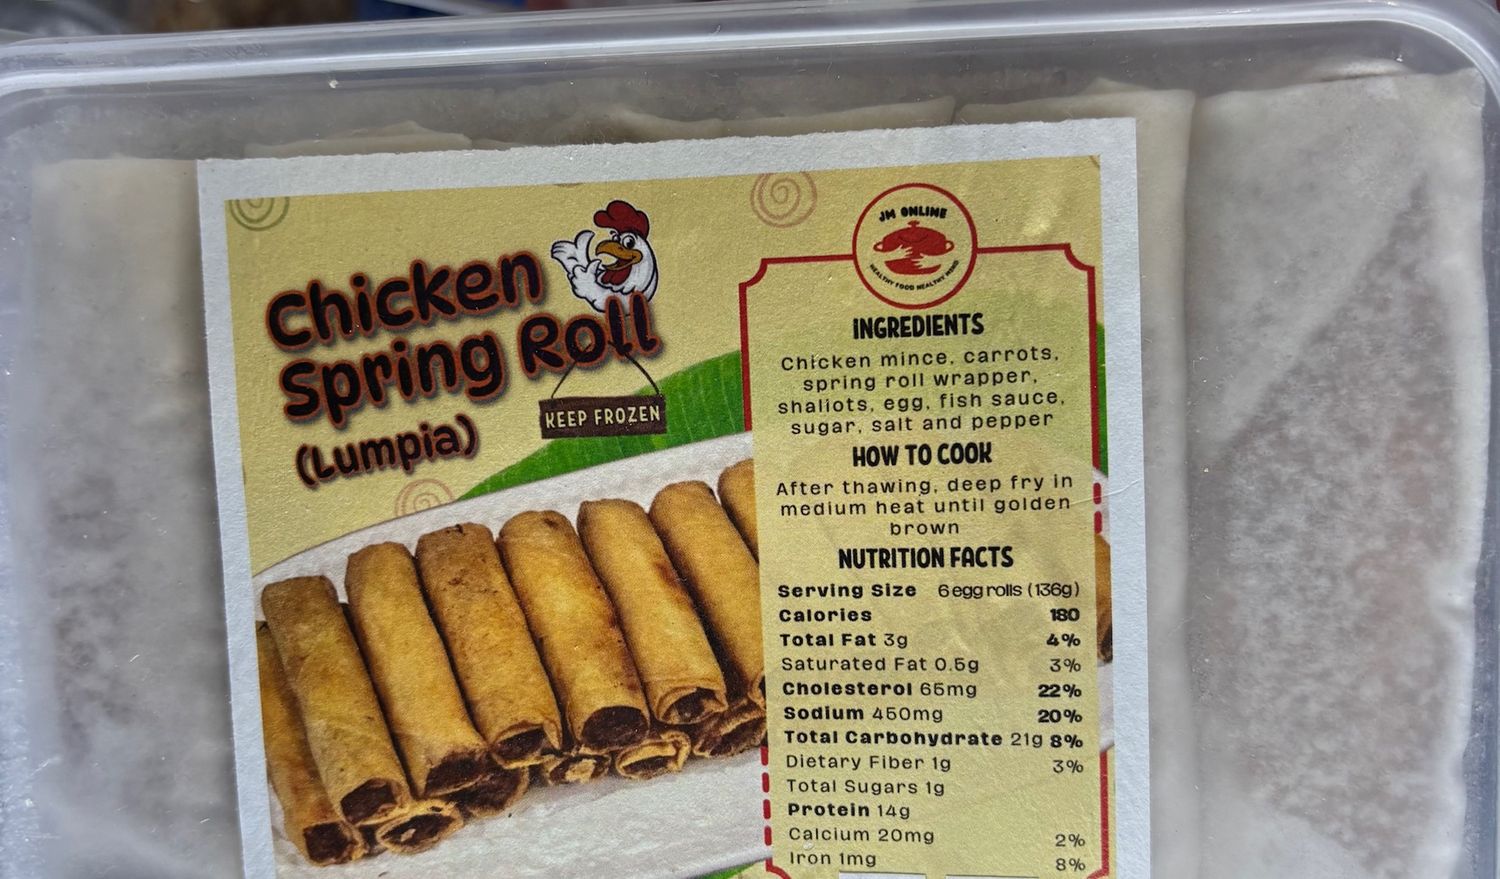 Chicken
Spring Roll
(Lumpia)
KEEP FROZEN
JM ONLINE
HEALTHY FOOD HEALTHY MIND
INGREDIENTS
Chicken mince, carrots,
spring roll wrapper,
shallots, egg, fish sauce,
sugar, salt and pepper
HOW TO COOK
After thawing, deep fry in
medium heat until golden
brown
NUTRITION FACTS
Serving Size 6 egg rolls (136g)
Calories 180
Total Fat 3g 4%
Saturated Fat 0.5g 3%
Cholesterol 65mg 22%
Sodium 450mg 20%
Total Carbohydrate 21g 8%
Dietary Fiber 1g 3%
Total Sugars 1g
Protein 14g
Calcium 20mg 2%
Iron 1mg 8%